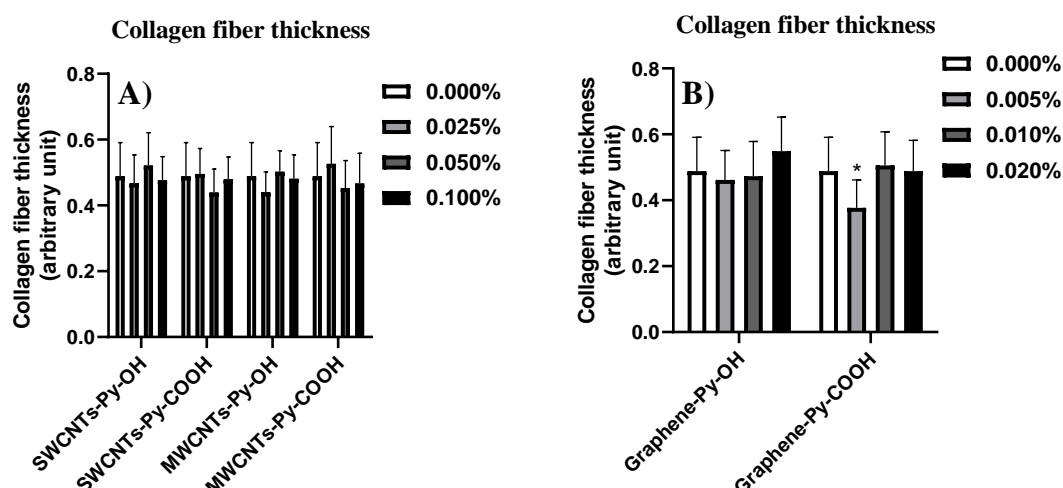 Collagen fiber thickness
A)
Collagen fiber thickness
(arbitrary unit)
0.8
0.6
0.4
0.2
0.0
SWCNTs-Py-OH
SWCNTs-Py-COOH
MWCNTs-Py-OH
MWCNTs-Py-COOH
0.000%
0.025%
0.050%
0.100%
Collagen fiber thickness
B)
Collagen fiber thickness
(arbitrary unit)
0.8
0.6
0.4
0.2
0.0
*
Graphene-Py-OH
Graphene-Py-COOH
0.000%
0.005%
0.010%
0.020%